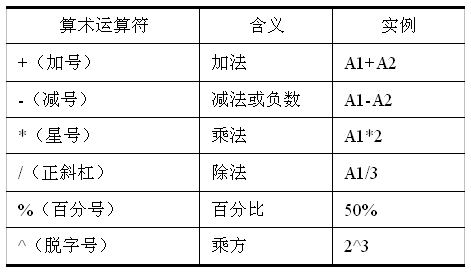 算术运算符 含义 实例
+（加号） 加法 A1+A2
-（减号） 减法或负数 A1-A2
*（星号） 乘法 A1*2
/（正斜杠） 除法 A1/3
%（百分号） 百分比 50%
^（脱字号） 乘方 2^3